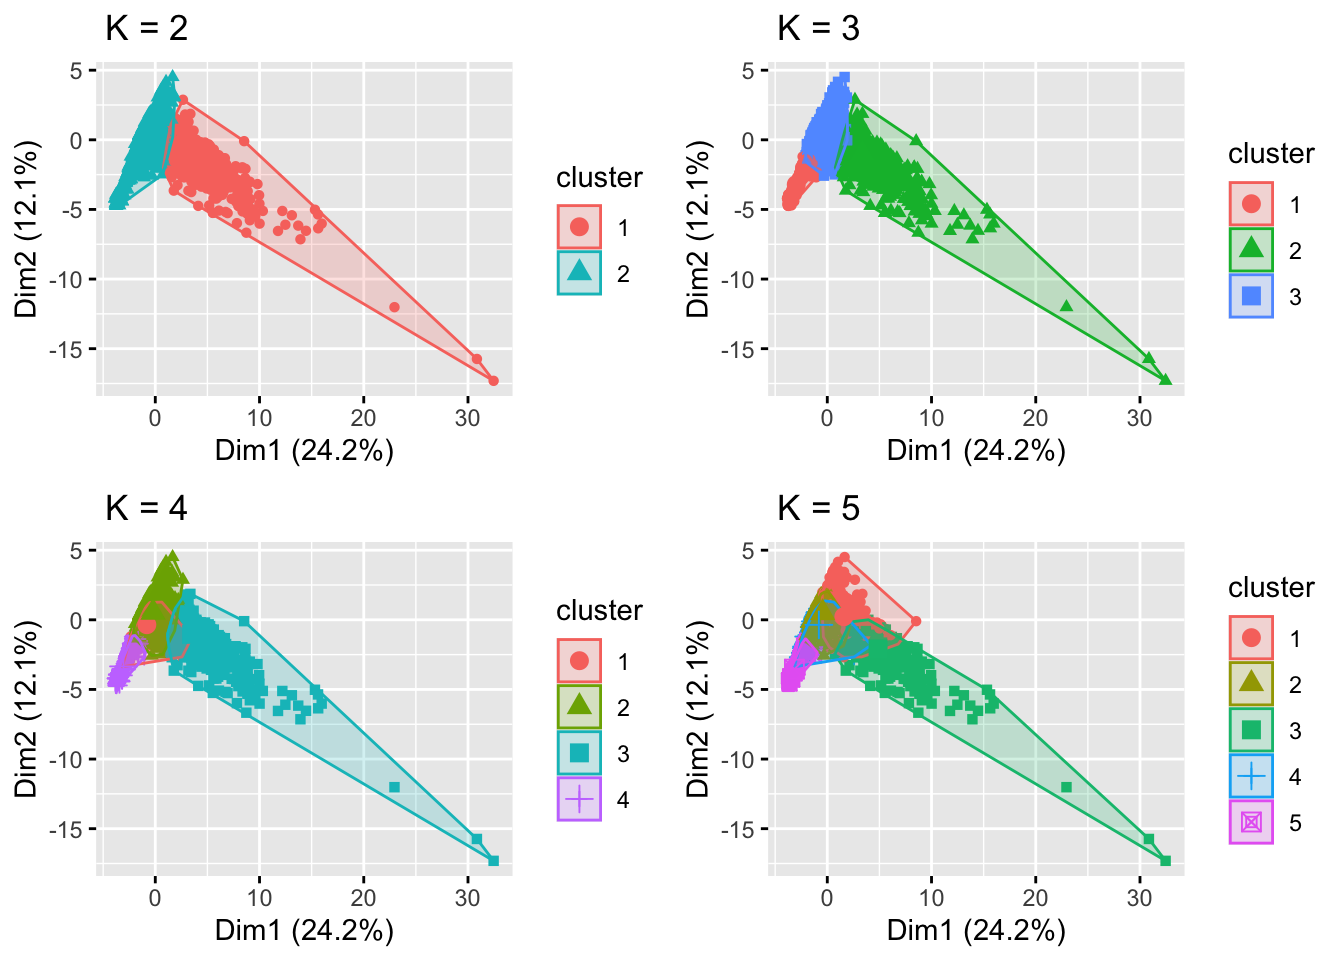 K = 2
5
0
-5
-10
-15
0 10 20 30
Dim1 (24.2%)
Dim2 (12.1%)
cluster
1
2
K = 3
5
0
-5
-10
-15
0 10 20 30
Dim1 (24.2%)
Dim2 (12.1%)
cluster
1
2
3
K = 4
5
0
-5
-10
-15
0 10 20 30
Dim1 (24.2%)
Dim2 (12.1%)
cluster
1
2
3
4
K = 5
5
0
-5
-10
-15
0 10 20 30
Dim1 (24.2%)
Dim2 (12.1%)
cluster
1
2
3
4
5